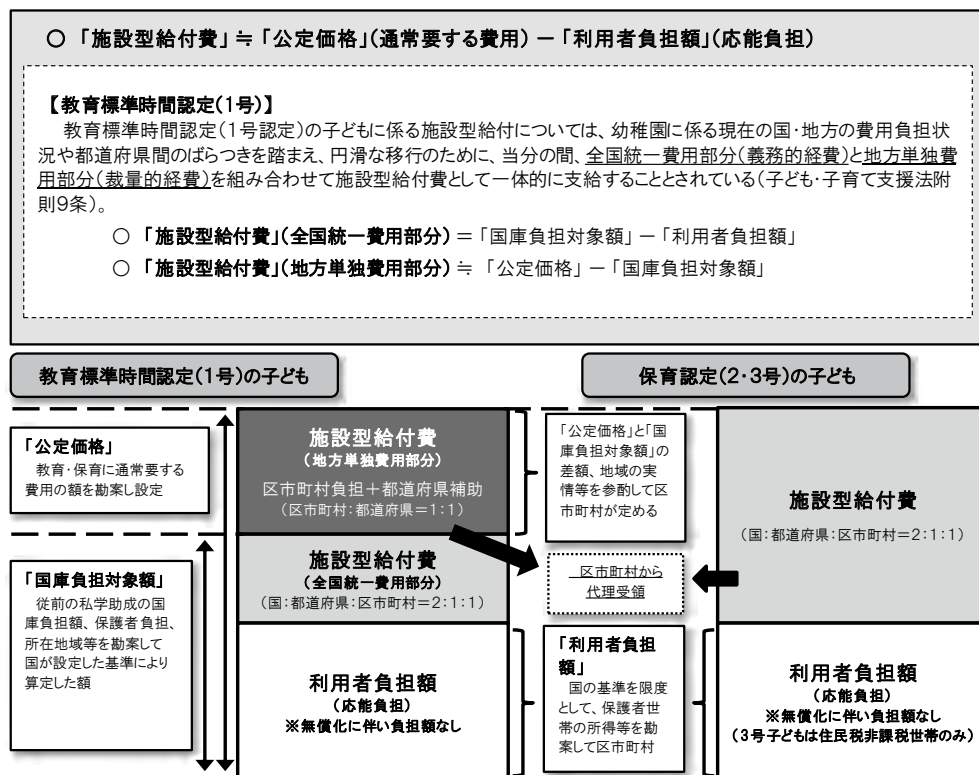 ○ 「施設型給付費」 ≒ 「公定価格」(通常要する費用) － 「利用者負担額」(応能負担)
【教育標準時間認定(1号)】
教育標準時間認定(1号認定)の子どもに係る施設型給付については、幼稚園に係る現在の国・地方の費用負担状
況や都道府県間のばらつきを踏まえ、円滑な移行のために、当分の間、全国統一費用部分(義務的経費)と地方単独費
用部分(裁量的経費)を組み合わせて施設型給付費として一体的に支給することとされている(子ども・子育て支援法附
則9条)。
○ 「施設型給付費」(全国統一費用部分) ＝ 「国庫負担対象額」 － 「利用者負担額」
○ 「施設型給付費」(地方単独費用部分) ≒ 「公定価格」 － 「国庫負担対象額」
教育標準時間認定(1号)の子ども
保育認定(2・3号)の子ども
「公定価格」
教育・保育に通常要する
費用の額を勘案し設定
「国庫負担対象額」
従前の私学助成の国
庫負担額、保護者負担、
所在地域等を勘案して
国が設定した基準により
算定した額
施設型給付費
(地方単独費用部分)
区市町村負担＋都道府県補助
(区市町村：都道府県＝1：1)
施設型給付費
(全国統一費用部分)
(国：都道府県：区市町村＝2：1：1)
利用者負担額
(応能負担)
※無償化に伴い負担額なし
「公定価格」と「国
庫負担対象額」の
差額、地域の実
情等を参酌して区
市町村が定める
区市町村から
代理受領
「利用者負担
額」
国の基準を限度
として、保護者世
帯の所得等を勘
案して区市町村
施設型給付費
(国：都道府県：区市町村＝2：1：1)
利用者負担額
(応能負担)
※無償化に伴い負担額なし
(3号子どもは住民税非課税世帯のみ)